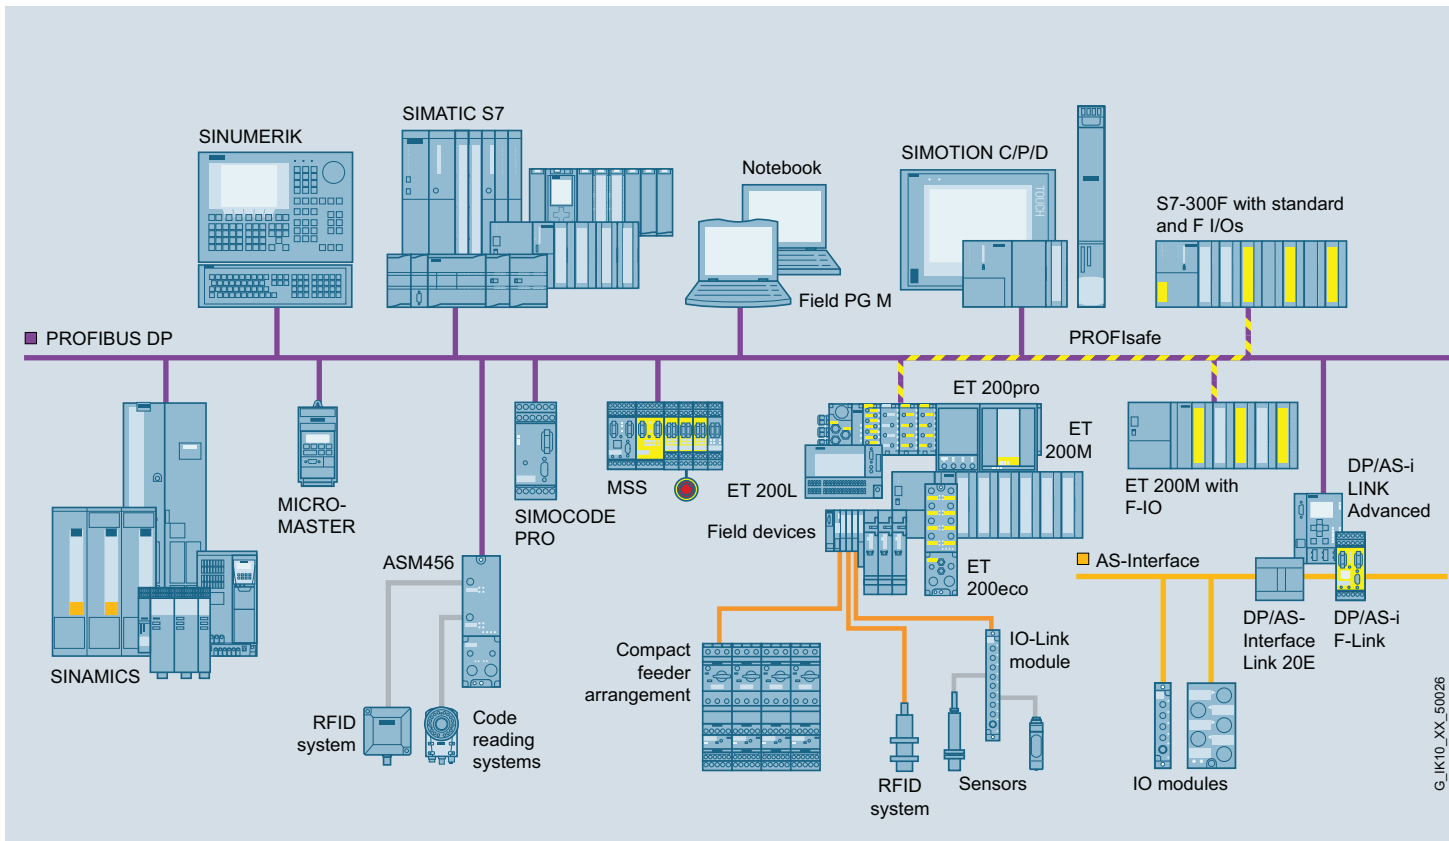 SIMATIC S7
SINUMERIK
Notebook
SIMOTION C/P/D
TOUCH
S7-300F with standard
and F I/Os
Field PG M
PROFIBUS DP
PROFIsafe
ET 200pro
ET
200M
ET 200L
MSS
MICRO-
MASTER
SIMOCODE
PRO
ET 200M with
F-IO
DP/AS-i
LINK
Advanced
Field devices
ASM456
ET
200eco
AS-Interface
SINAMICS
Compact
feeder
arrangement
IO-Link
module
DP/AS-
Interface
Link 20E
DP/AS-i
F-Link
RFID
system
Code
reading
systems
RFID
system
Sensors
IO modules
G_IK10_XX_50026